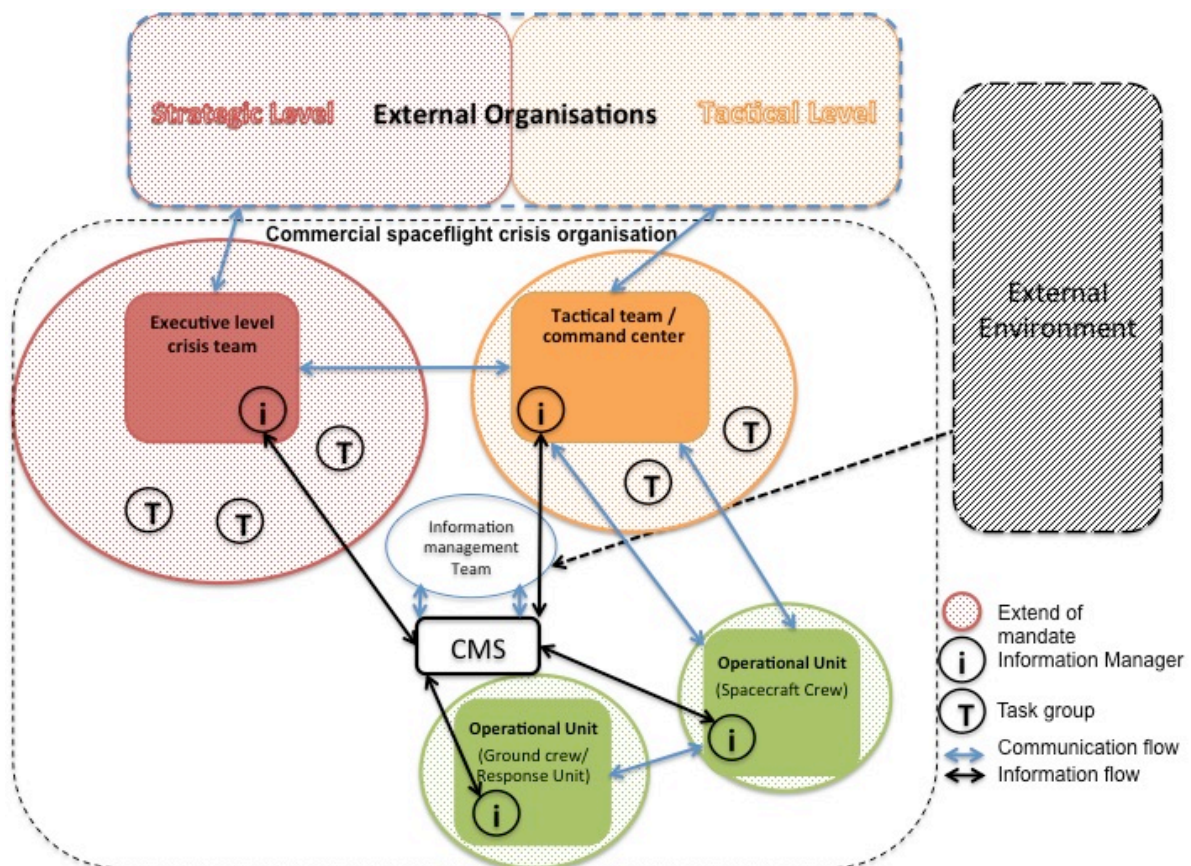 Strategic Level
External Organisations
Tactical Level
Commercial spaceflight crisis organisation
Executive level
crisis team
i
T
T
T
Tactical team /
command center
i
T
T
External
Environment
Information
management
Team
CMS
Operational Unit
(Spacecraft Crew)
i
Operational Unit
(Ground crew/
Response Unit)
i
Extend of
mandate
i
Information Manager
T
Task group
Communication flow
Information flow